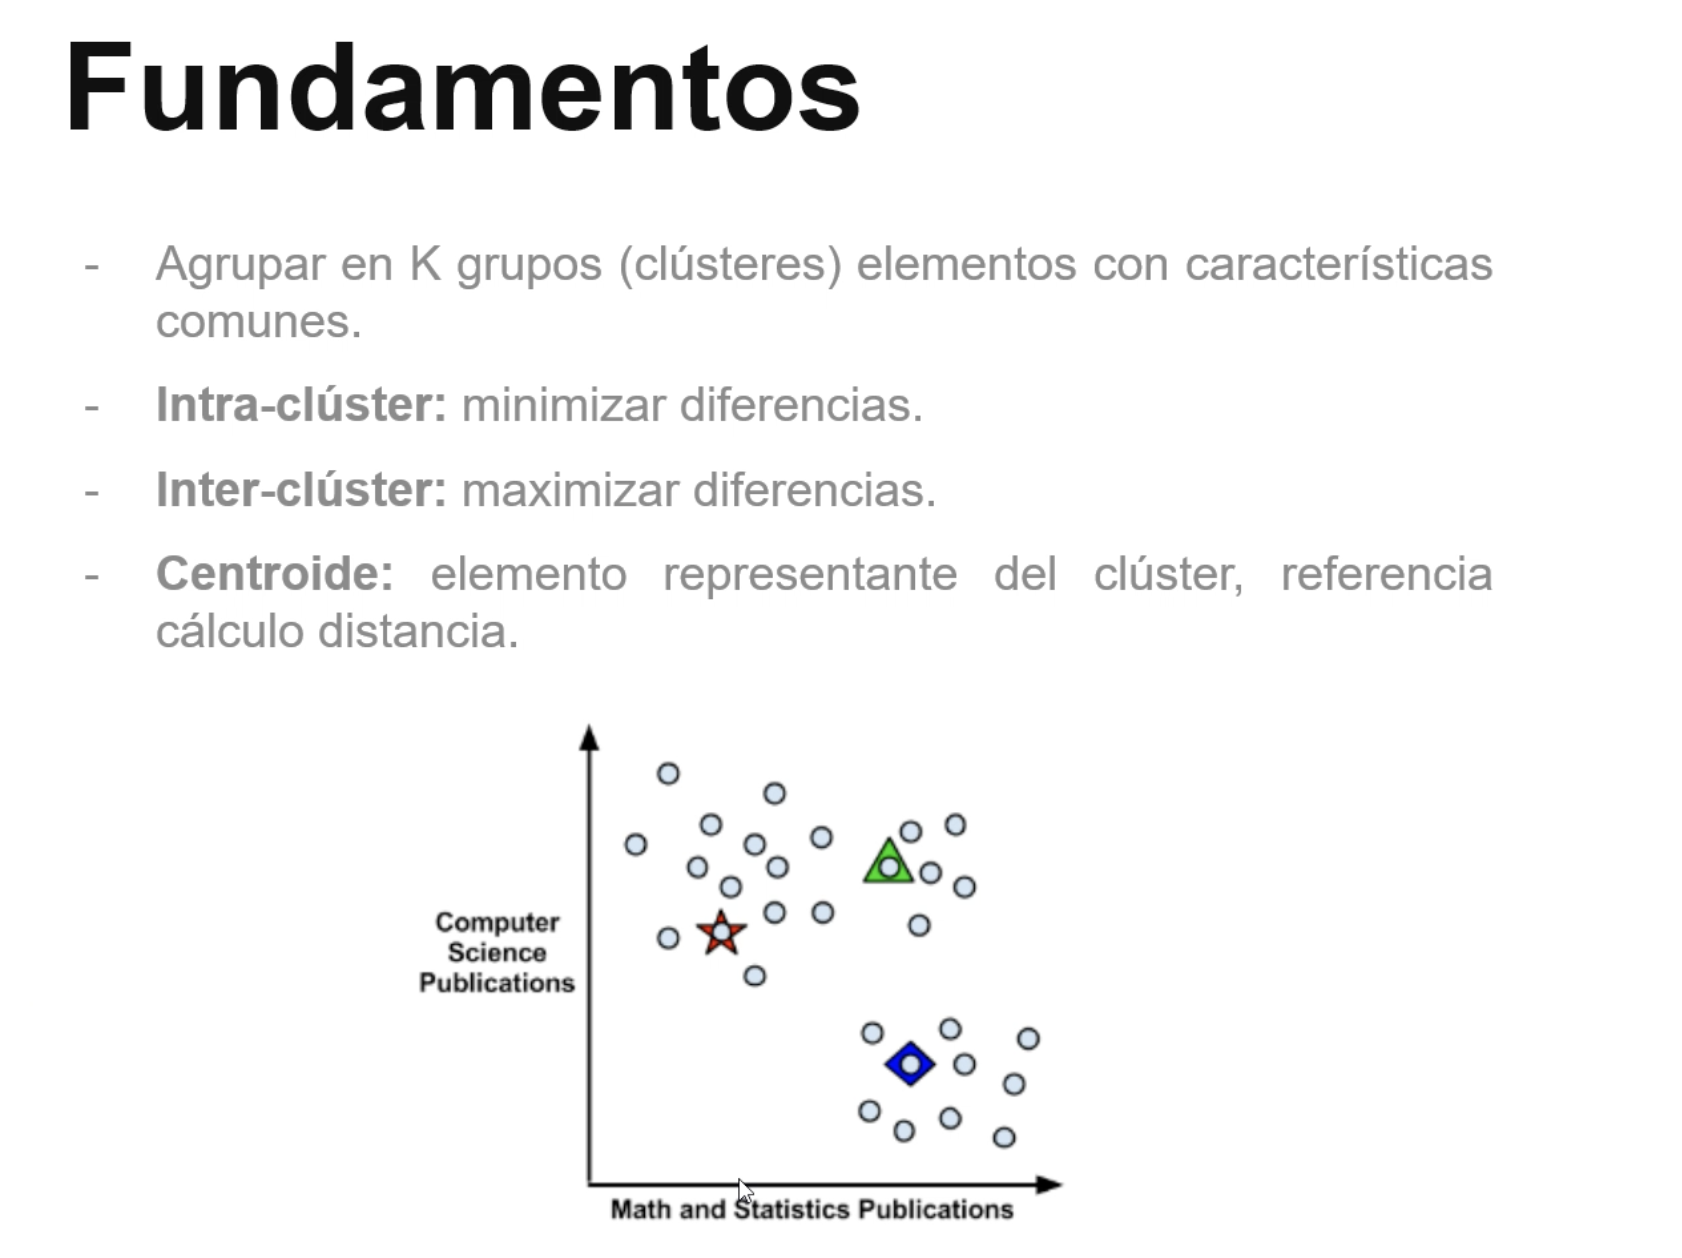 Fundamentos
- Agrupar en K grupos (clústeres) elementos con características
comunes.
- Intra-clúster: minimizar diferencias.
- Inter-clúster: maximizar diferencias.
- Centroide: elemento representante del clúster, referencia
cálculo distancia.
Computer
Science
Publications
Math and Statistics Publications